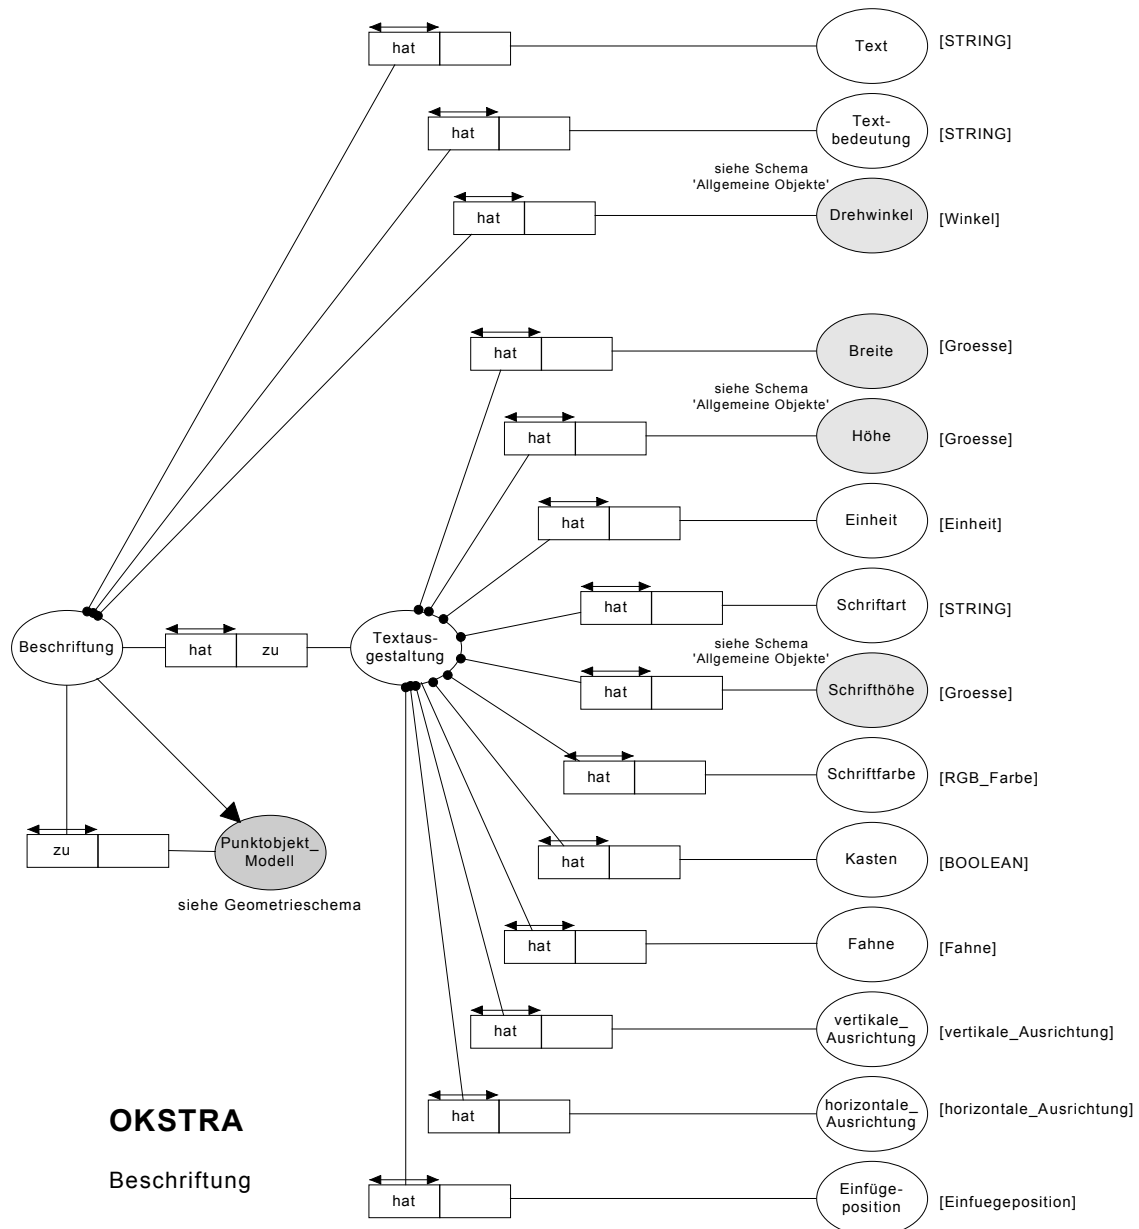 hat
Text
[STRING]
hat
Text-
bedeutung
[STRING]
siehe Schema
'Allgemeine Objekte'
hat
Drehwinkel
[Winkel]
hat
Breite
[Groesse]
siehe Schema
'Allgemeine Objekte'
hat
Höhe
[Groesse]
hat
Einheit
[Einheit]
hat
Schriftart
[STRING]
Beschriftung
hat
zu
Textaus-
gestaltung
siehe Schema
'Allgemeine Objekte'
hat
Schrifthöhe
[Groesse]
hat
Schriftfarbe
[RGB_Farbe]
zu
Punktobjekt_
Modell
siehe Geometrieschema
hat
Kasten
[BOOLEAN]
hat
Fahne
[Fahne]
hat
vertikale_
Ausrichtung
[vertikale_Ausrichtung]
hat
horizontale_
Ausrichtung
[horizontale_Ausrichtung]
OKSTRA
Beschriftung
hat
Einfüge-
position
[Einfuegeposition]